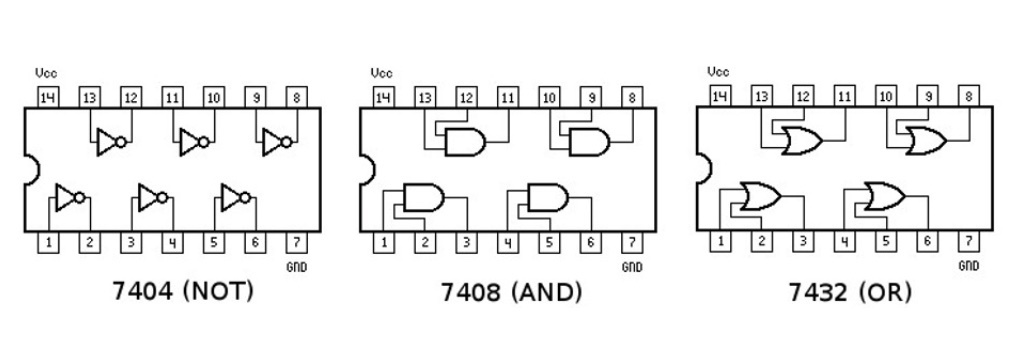 Vcc
14 13 12 11 10 9 8
1 2 3 4 5 6 7
GND
7404 (NOT)
Vcc
14 13 12 11 10 9 8
1 2 3 4 5 6 7
GND
7408 (AND)
Vcc
14 13 12 11 10 9 8
1 2 3 4 5 6 7
GND
7432 (OR)